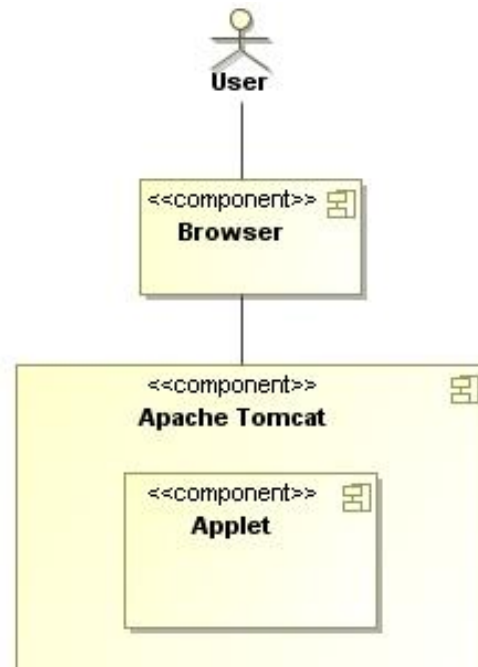 User
<<component>>
Browser
<<component>>
Apache Tomcat
<<component>>
Applet